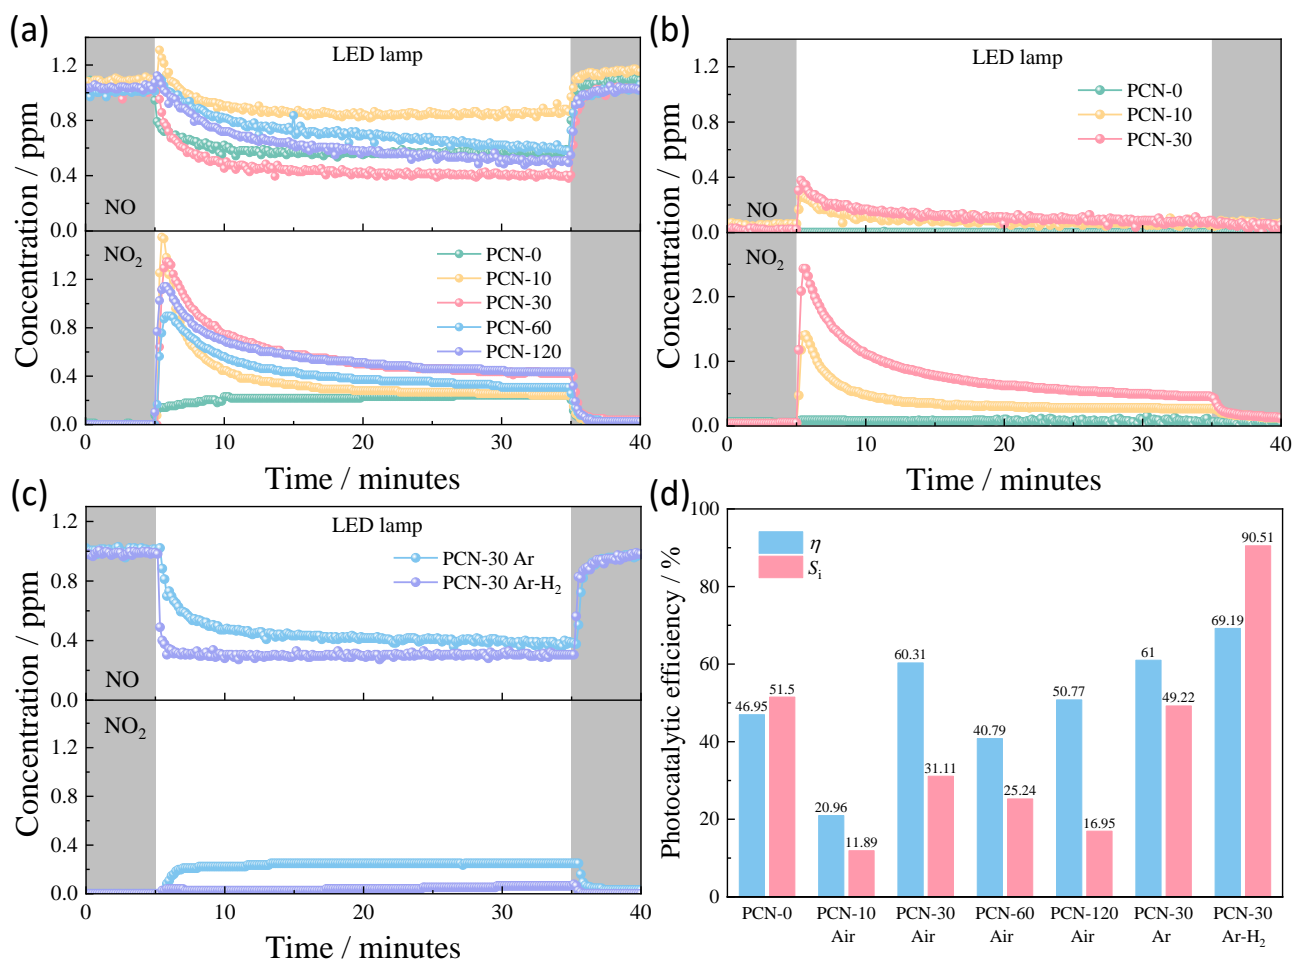 (a)
LED lamp
1.2
0.8
0.4
0.0
NO
NO2
1.2
0.8
0.4
0.0
PCN-0
PCN-10
PCN-30
PCN-60
PCN-120
0 10 20 30 40
Concentration / ppm
Time / minutes
(b)
LED lamp
1.2
0.8
0.4
0.0
PCN-0
PCN-10
PCN-30
NO
NO2
2.0
1.0
0.0
0 10 20 30 40
Concentration / ppm
Time / minutes
(c)
LED lamp
1.2
0.8
0.4
0.0
PCN-30 Ar
PCN-30 Ar-H2
NO
NO2
1.2
0.8
0.4
0.0
0 10 20 30 40
Concentration / ppm
Time / minutes
(d)
100
80
60
40
20
0
Photocatalytic efficiency / %
η
Si
46.95
51.5
20.96
11.89
60.31
31.11
40.79
25.24
50.77
16.95
61
49.22
69.19
90.51
PCN-0 PCN-10 PCN-30 PCN-60 PCN-120 PCN-30 PCN-30
Air Air Air Air Ar Ar-H2